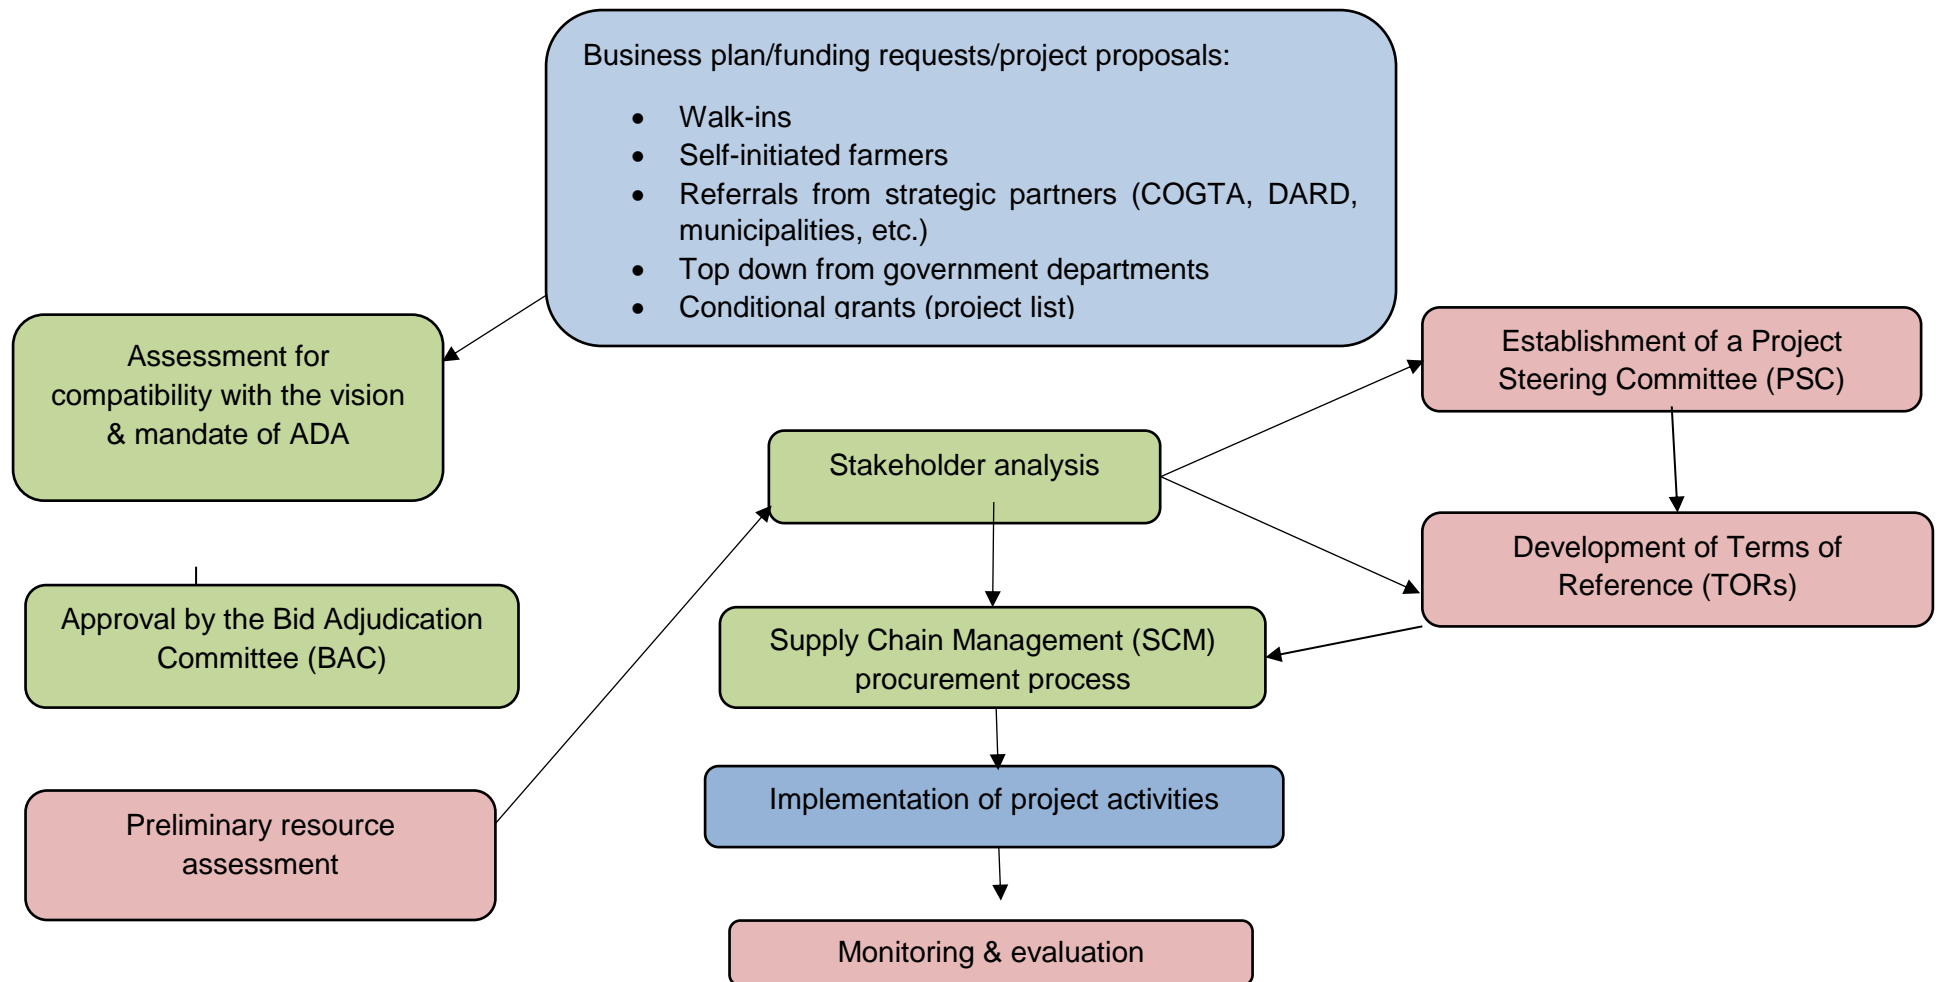 Business plan/funding requests/project proposals:
• Walk-ins
• Self-initiated farmers
• Referrals from strategic partners (COGTA, DARD,
municipalities, etc.)
• Top down from government departments
• Conditional grants (project list)
Assessment for
compatibility with the vision
& mandate of ADA
Approval by the Bid Adjudication
Committee (BAC)
Preliminary resource
assessment
Stakeholder analysis
Establishment of a Project
Steering Committee (PSC)
Development of Terms of
Reference (TORs)
Supply Chain Management (SCM)
procurement process
Implementation of project activities
Monitoring & evaluation